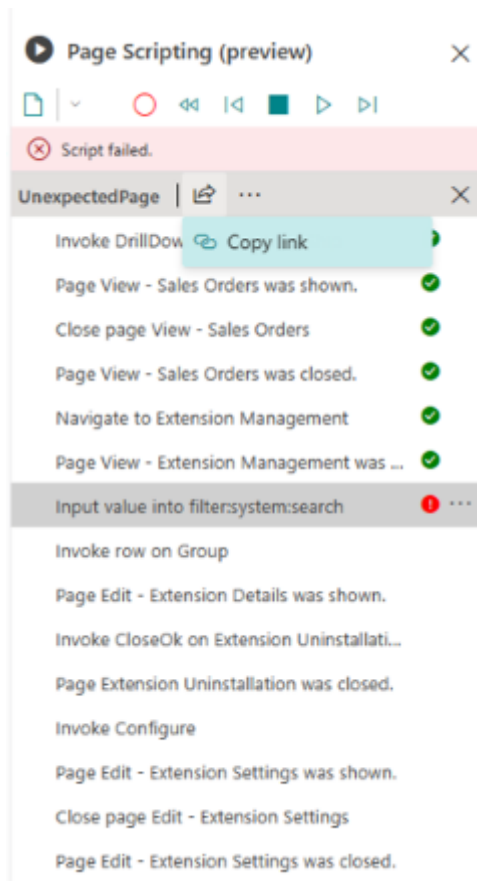 Page Scripting (preview)
Script failed.
UnexpectedPage
Invoke DrillDow
Copy link
Page View - Sales Orders was shown.
Close page View - Sales Orders
Page View - Sales Orders was closed.
Navigate to Extension Management
Page View - Extension Management was ...
Input value into filter:system:search
Invoke row on Group
Page Edit - Extension Details was shown.
Invoke CloseOk on Extension Uninstallati...
Page Extension Uninstallation was closed.
Invoke Configure
Page Edit - Extension Settings was shown.
Close page Edit - Extension Settings
Page Edit - Extension Settings was closed.